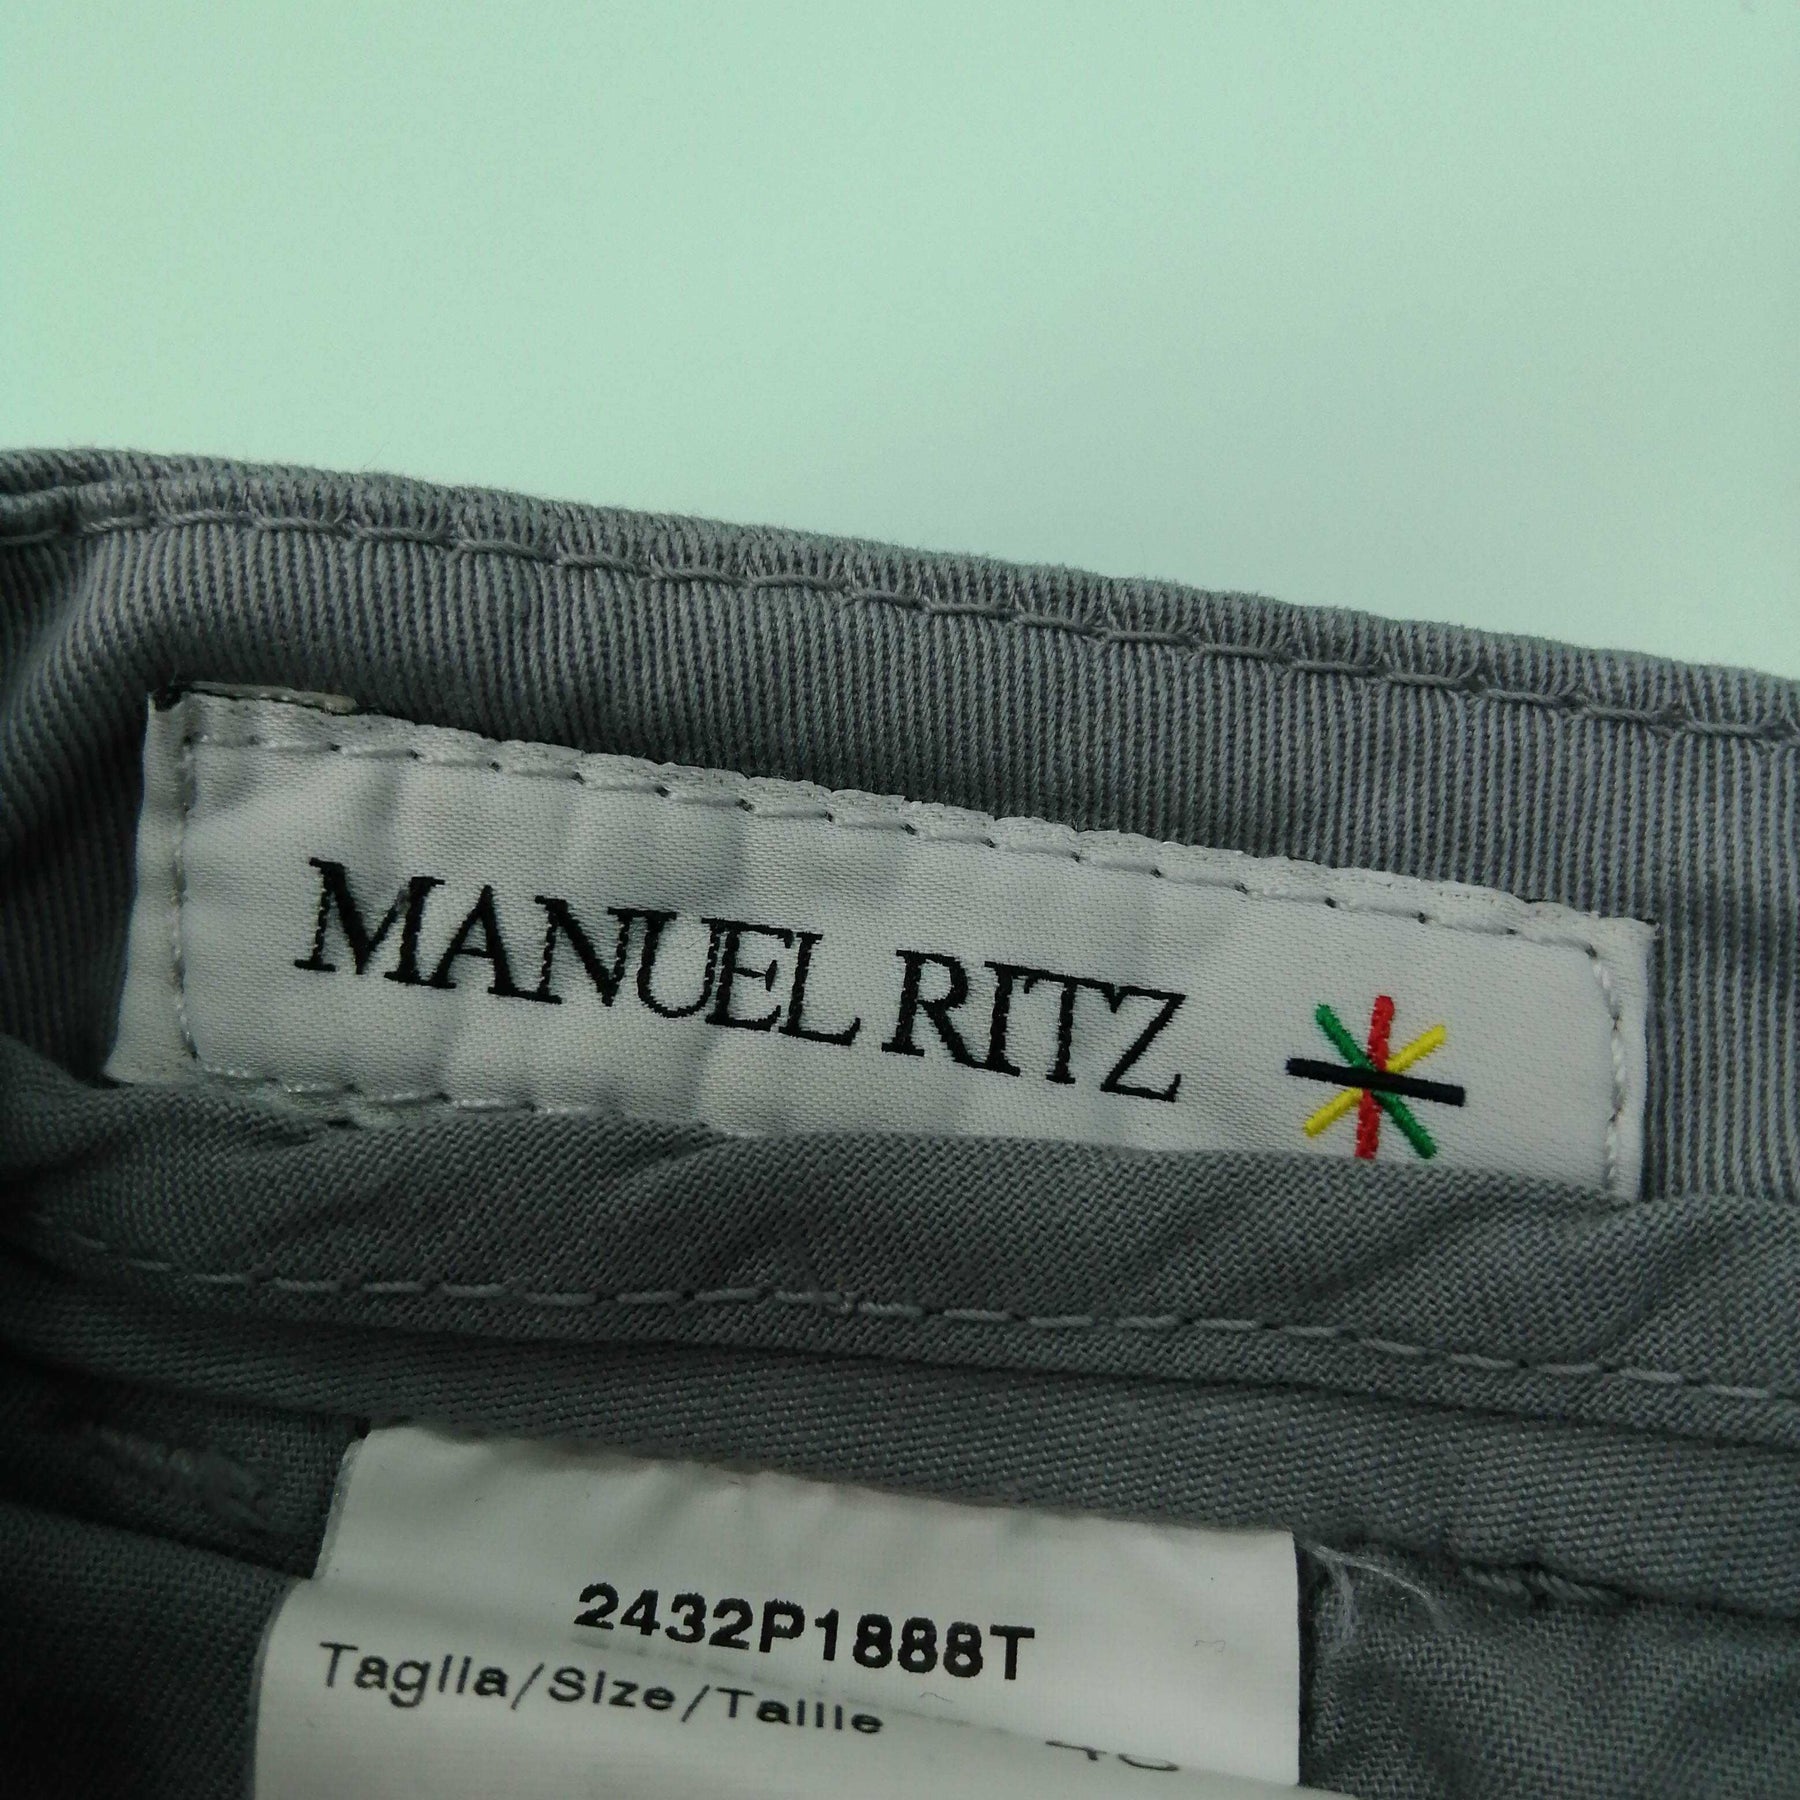 MANUEL RITZ
2432P1888T
Taglia/Size/Taille